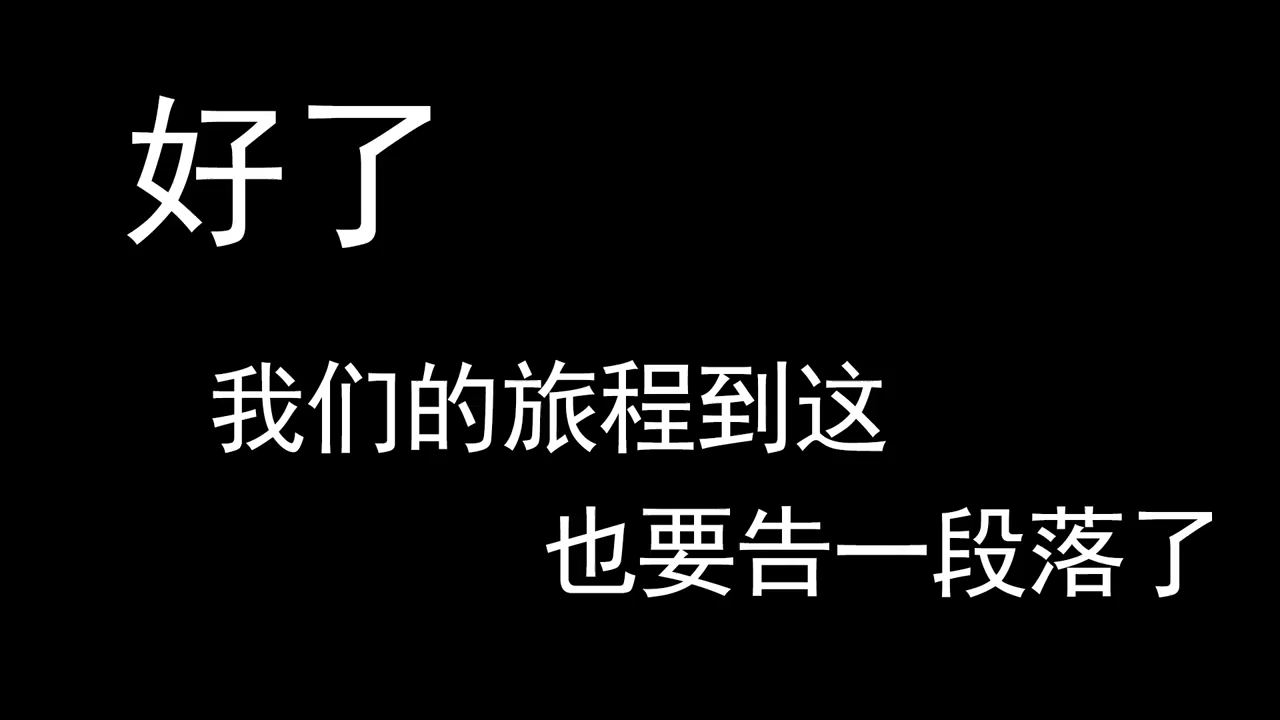 好了
我们的旅程到这
也要告一段落了